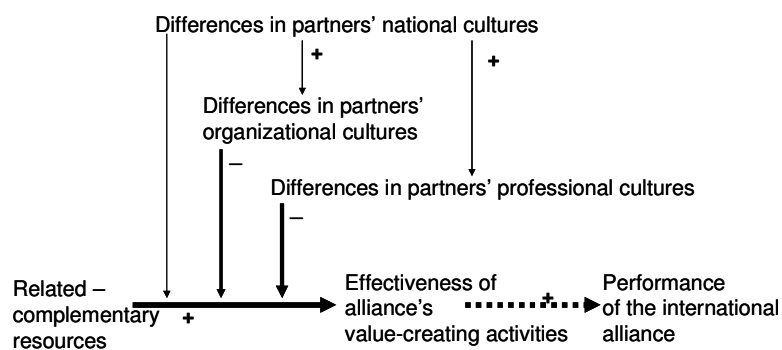 Differences in partners' national cultures
+
+
Differences in partners'
organizational cultures
–
Differences in partners' professional cultures
–
Related –
complementary
resources
+
Effectiveness of
alliance's
value-creating activities
+
Performance
of the international
alliance